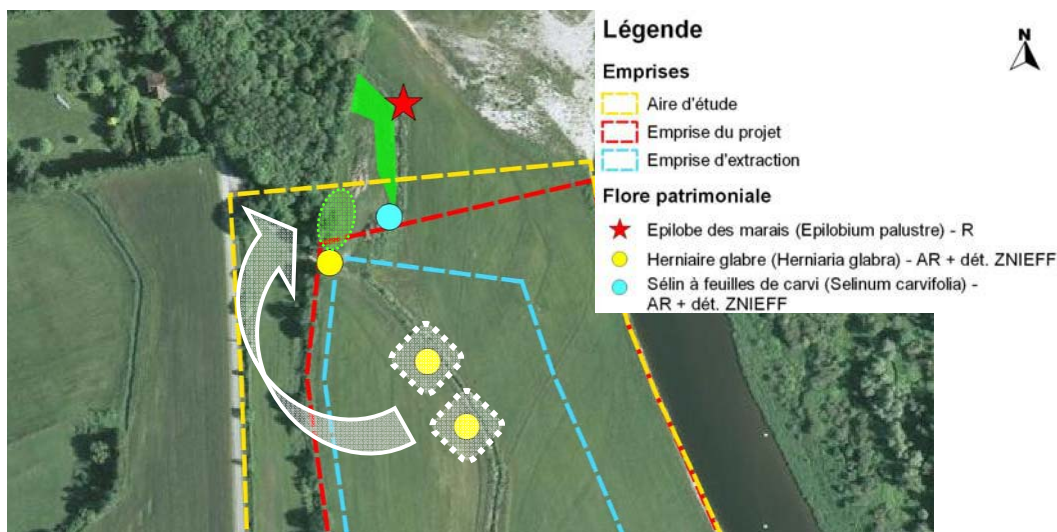 Légende
N
Emprises
Aire d'étude
Emprise du projet
Emprise d'extraction
Flore patrimoniale
Epilobe des marais (Epilobium palustre) - R
Herniaire glabre (Herniaria glabra) - AR + dét. ZNIEFF
Sélin à feuilles de carvi (Selinum carvifolia) -
AR + dét. ZNIEFF